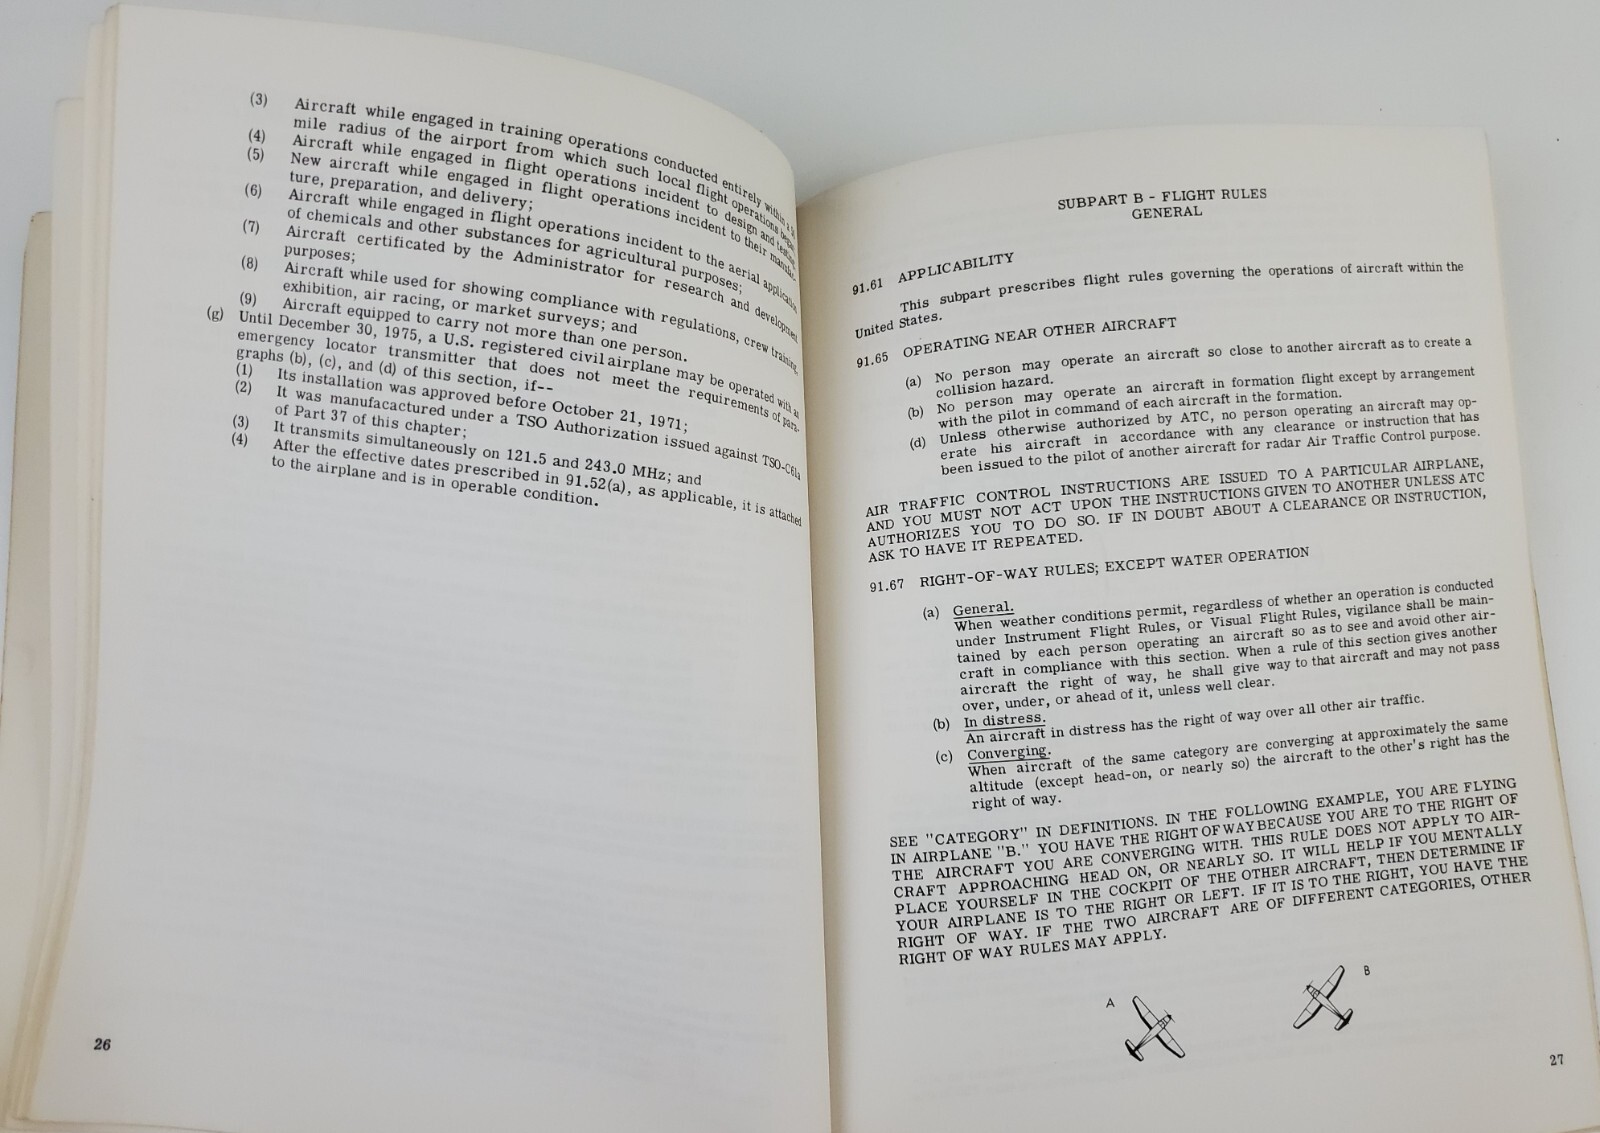 (3) Aircraft while engaged in training operations conducted entirely within a
mile radius of the airport from which such local flight operations began
(4) Aircraft while engaged in flight operations incident to design and testing
(5) New aircraft while engaged in flight operations incident to their manufac-
ture, preparation, and delivery;
(6) Aircraft while engaged in flight operations incident to the aerial application
of chemicals and other substances for agricultural purposes;
(7) Aircraft certificated by the Administrator for research and development
purposes;
(8) Aircraft while used for showing compliance with regulations, crew training,
exhibition, air racing, or market surveys; and
(9) Aircraft equipped to carry not more than one person.
(g) Until December 30, 1975, a U.S. registered civil airplane may be operated with an
emergency locator transmitter that does not meet the requirements of para-
graphs (b), (c), and (d) of this section, if--
(1) Its installation was approved before October 21, 1971;
(2) It was manufacactured under a TSO Authorization issued against TSO-C61a
of Part 37 of this chapter;
(3) It transmits simultaneously on 121.5 and 243.0 MHz; and
(4) After the effective dates prescribed in 91.52(a), as applicable, it is attached
to the airplane and is in operable condition.
26
SUBPART B - FLIGHT RULES
GENERAL
91.61 APPLICABILITY
This subpart prescribes flight rules governing the operations of aircraft within the
United States.
91.65 OPERATING NEAR OTHER AIRCRAFT
(a) No person may operate an aircraft so close to another aircraft as to create a
collision hazard.
(b) No person may operate an aircraft in formation flight except by arrangement
with the pilot in command of each aircraft in the formation.
(d) Unless otherwise authorized by ATC, no person operating an aircraft may op-
erate his aircraft in accordance with any clearance or instruction that has
been issued to the pilot of another aircraft for radar Air Traffic Control purpose.
AIR TRAFFIC CONTROL INSTRUCTIONS ARE ISSUED TO A PARTICULAR AIRPLANE,
AND YOU MUST NOT ACT UPON THE INSTRUCTIONS GIVEN TO ANOTHER UNLESS ATC
AUTHORIZES YOU TO DO SO. IF IN DOUBT ABOUT A CLEARANCE OR INSTRUCTION,
ASK TO HAVE IT REPEATED.
91.67 RIGHT-OF-WAY RULES; EXCEPT WATER OPERATION
(a) General.
When weather conditions permit, regardless of whether an operation is conducted
under Instrument Flight Rules, or Visual Flight Rules, vigilance shall be main-
tained by each person operating an aircraft so as to see and avoid other air-
craft in compliance with this section. When a rule of this section gives another
aircraft the right of way, he shall give way to that aircraft and may not pass
over, under, or ahead of it, unless well clear.
(b) In distress.
An aircraft in distress has the right of way over all other air traffic.
(c) Converging.
When aircraft of the same category are converging at approximately the same
altitude (except head-on, or nearly so) the aircraft to the other's right has the
right of way.
SEE "CATEGORY" IN DEFINITIONS. IN THE FOLLOWING EXAMPLE, YOU ARE FLYING
IN AIRPLANE "B." YOU HAVE THE RIGHT OF WAY BECAUSE YOU ARE TO THE RIGHT OF
THE AIRCRAFT YOU ARE CONVERGING WITH. THIS RULE DOES NOT APPLY TO AIR-
CRAFT APPROACHING HEAD ON, OR NEARLY SO. IT WILL HELP IF YOU MENTALLY
PLACE YOURSELF IN THE COCKPIT OF THE OTHER AIRCRAFT, THEN DETERMINE IF
YOUR AIRPLANE IS TO THE RIGHT OR LEFT. IF IT IS TO THE RIGHT, YOU HAVE THE
RIGHT OF WAY. IF THE TWO AIRCRAFT ARE OF DIFFERENT CATEGORIES, OTHER
RIGHT OF WAY RULES MAY APPLY.
A
B
27